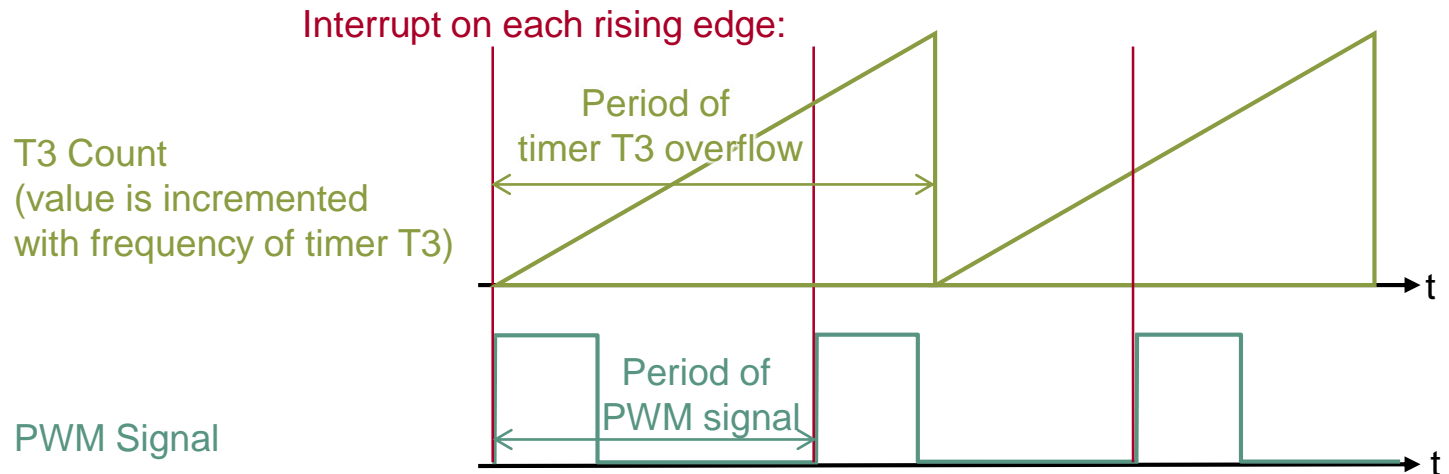 Interrupt on each rising edge:
Period of
timer T3 overflow
T3 Count
(value is incremented
with frequency of timer T3)
t
Period of
PWM signal
PWM Signal
t